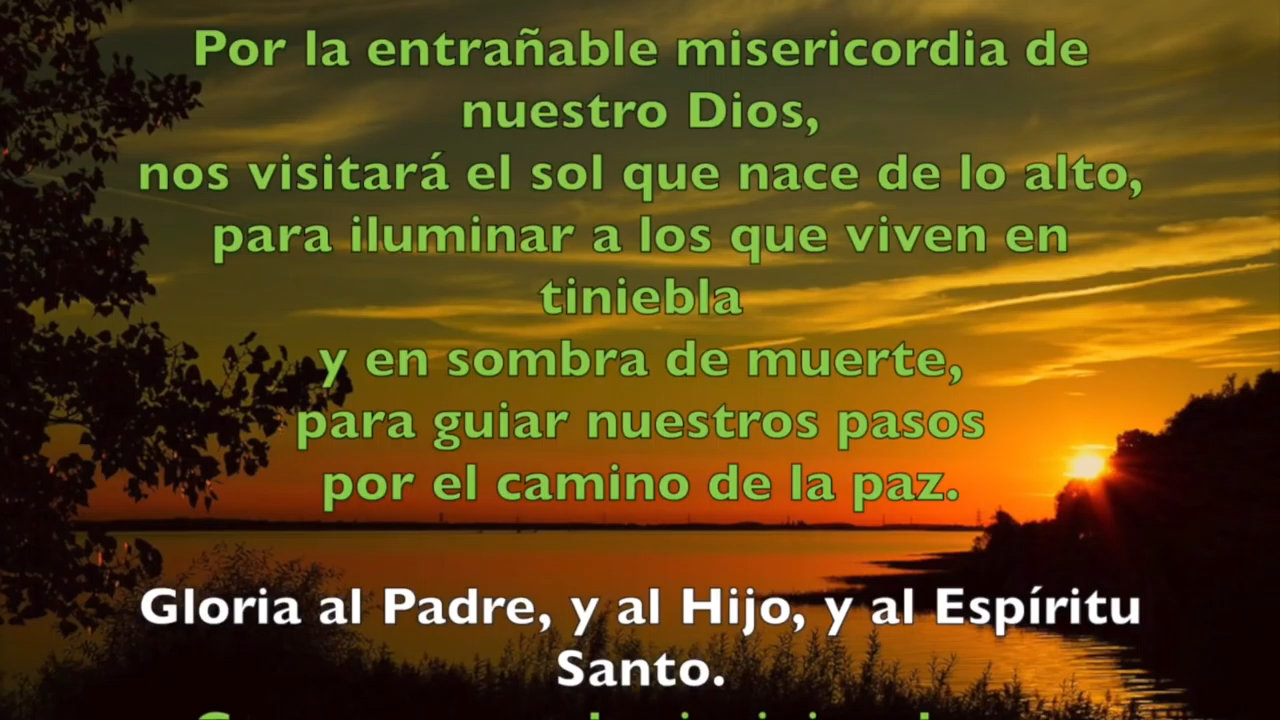 Por la entrañable misericordia de
nuestro Dios,
nos visitará el sol que nace de lo alto,
para iluminar a los que viven en
tiniebla
y en sombra de muerte,
para guiar nuestros pasos
por el camino de la paz.
Gloria al Padre, y al Hijo, y al Espíritu
Santo.